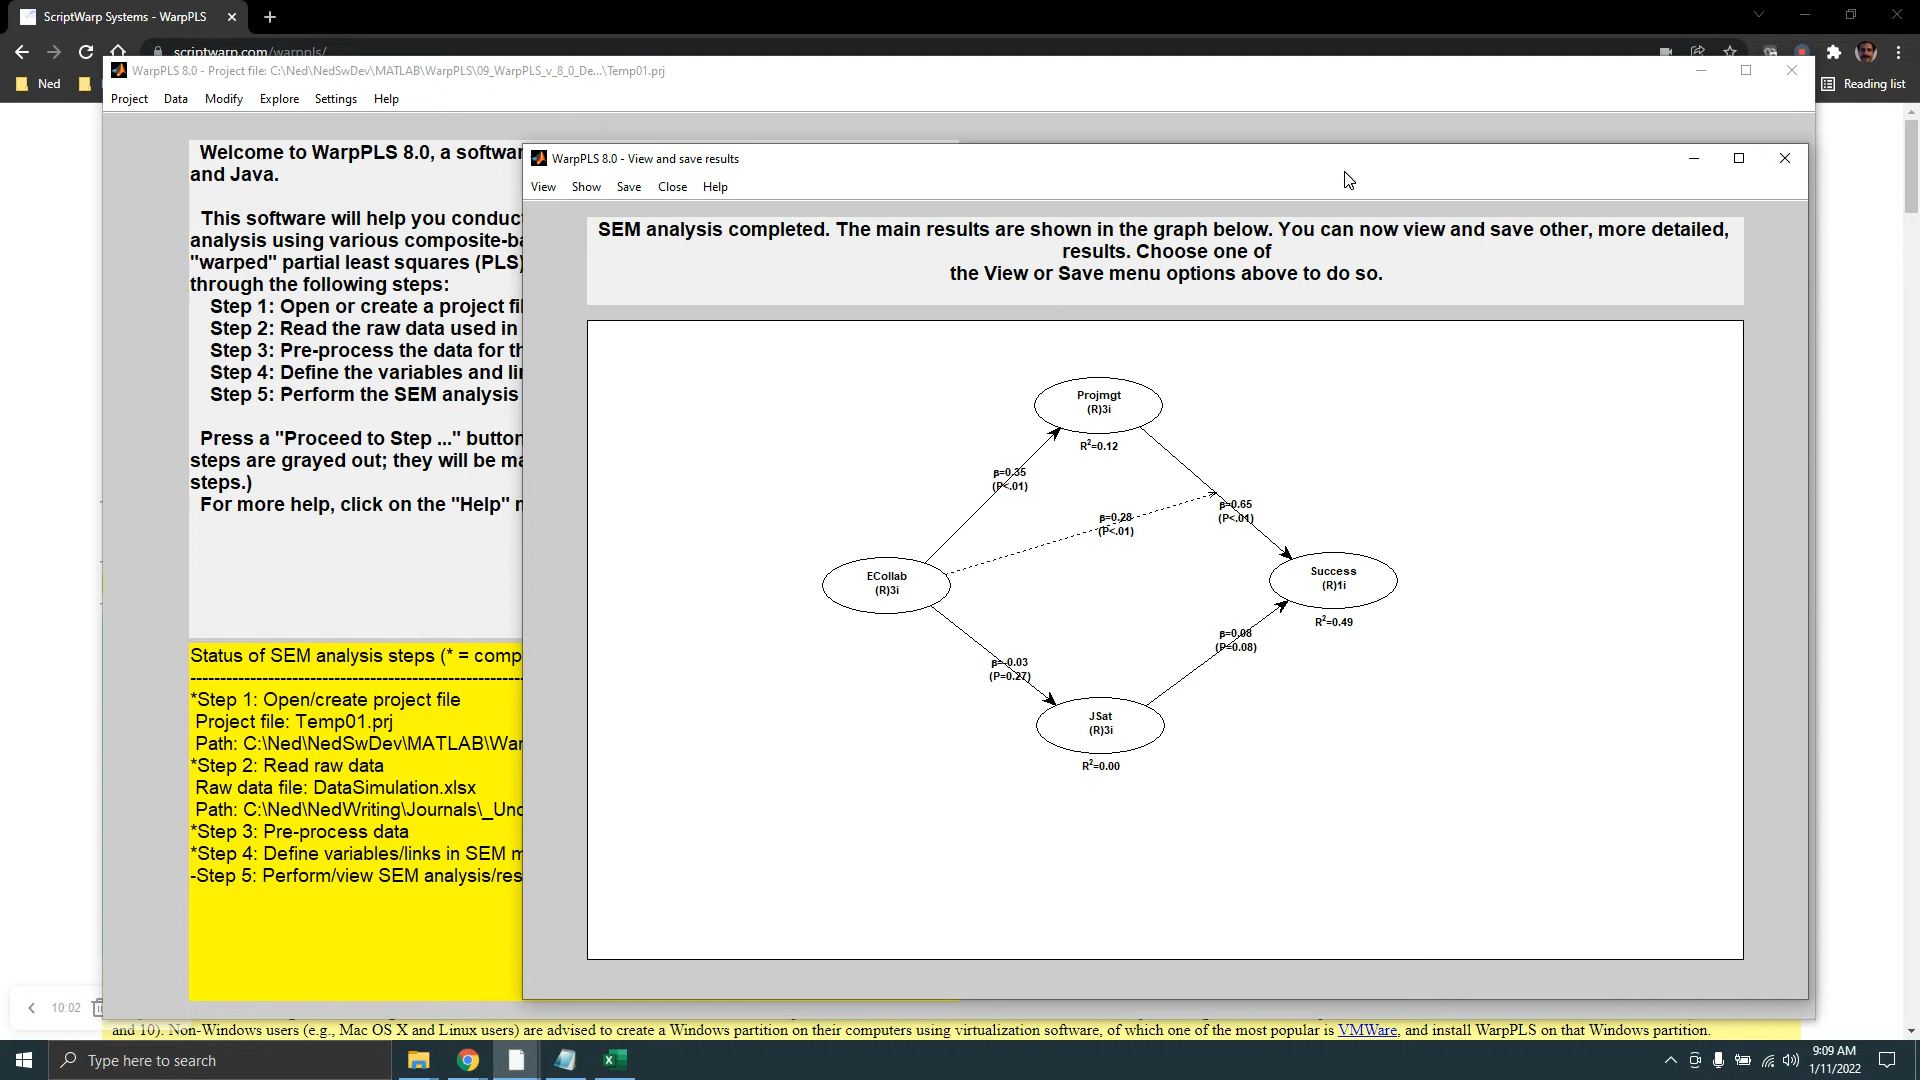 ScriptWarp Systems - WarpPLS
scriptwarp.com/warppls/
Ned
Reading list
WarpPLS 8.0 - Project file: C:\Ned\NedSwDev\MATLAB\WarpPLS\09_WarpPLS_v_8_0_De...\Temp01.prj
Project Data Modify Explore Settings Help
Welcome to WarpPLS 8.0, a softwar
and Java.
This software will help you conduct
analysis using various composite-ba
"warped" partial least squares (PLS)
through the following steps:
Step 1: Open or create a project fil
Step 2: Read the raw data used in
Step 3: Pre-process the data for th
Step 4: Define the variables and lin
Step 5: Perform the SEM analysis
Press a "Proceed to Step ..." button
steps are grayed out; they will be ma
steps.)
For more help, click on the "Help" m
Status of SEM analysis steps (* = comp
*Step 1: Open/create project file
Project file: Temp01.prj
Path: C:\Ned\NedSwDev\MATLAB\War
*Step 2: Read raw data
Raw data file: DataSimulation.xlsx
Path: C:\Ned\NedWriting\Journals\_Unc
*Step 3: Pre-process data
*Step 4: Define variables/links in SEM m
-Step 5: Perform/view SEM analysis/res
WarpPLS 8.0 - View and save results
View Show Save Close Help
SEM analysis completed. The main results are shown in the graph below. You can now view and save other, more detailed,
results. Choose one of
the View or Save menu options above to do so.
Projmgt
(R)3i
R²=0.12
β=0.35
(P<.01)
β=0.65
(P<.01)
β=0.28
(P<.01)
ECollab
(R)3i
Success
(R)1i
R²=0.49
β=0.08
(P=0.08)
β=-0.03
(P=0.27)
JSat
(R)3i
R²=0.00
10:02
and 10). Non-Windows users (e.g., Mac OS X and Linux users) are advised to create a Windows partition on their computers using virtualization software, of which one of the most popular is VMWare, and install WarpPLS on that Windows partition.
Type here to search
9:09 AM
1/11/2022